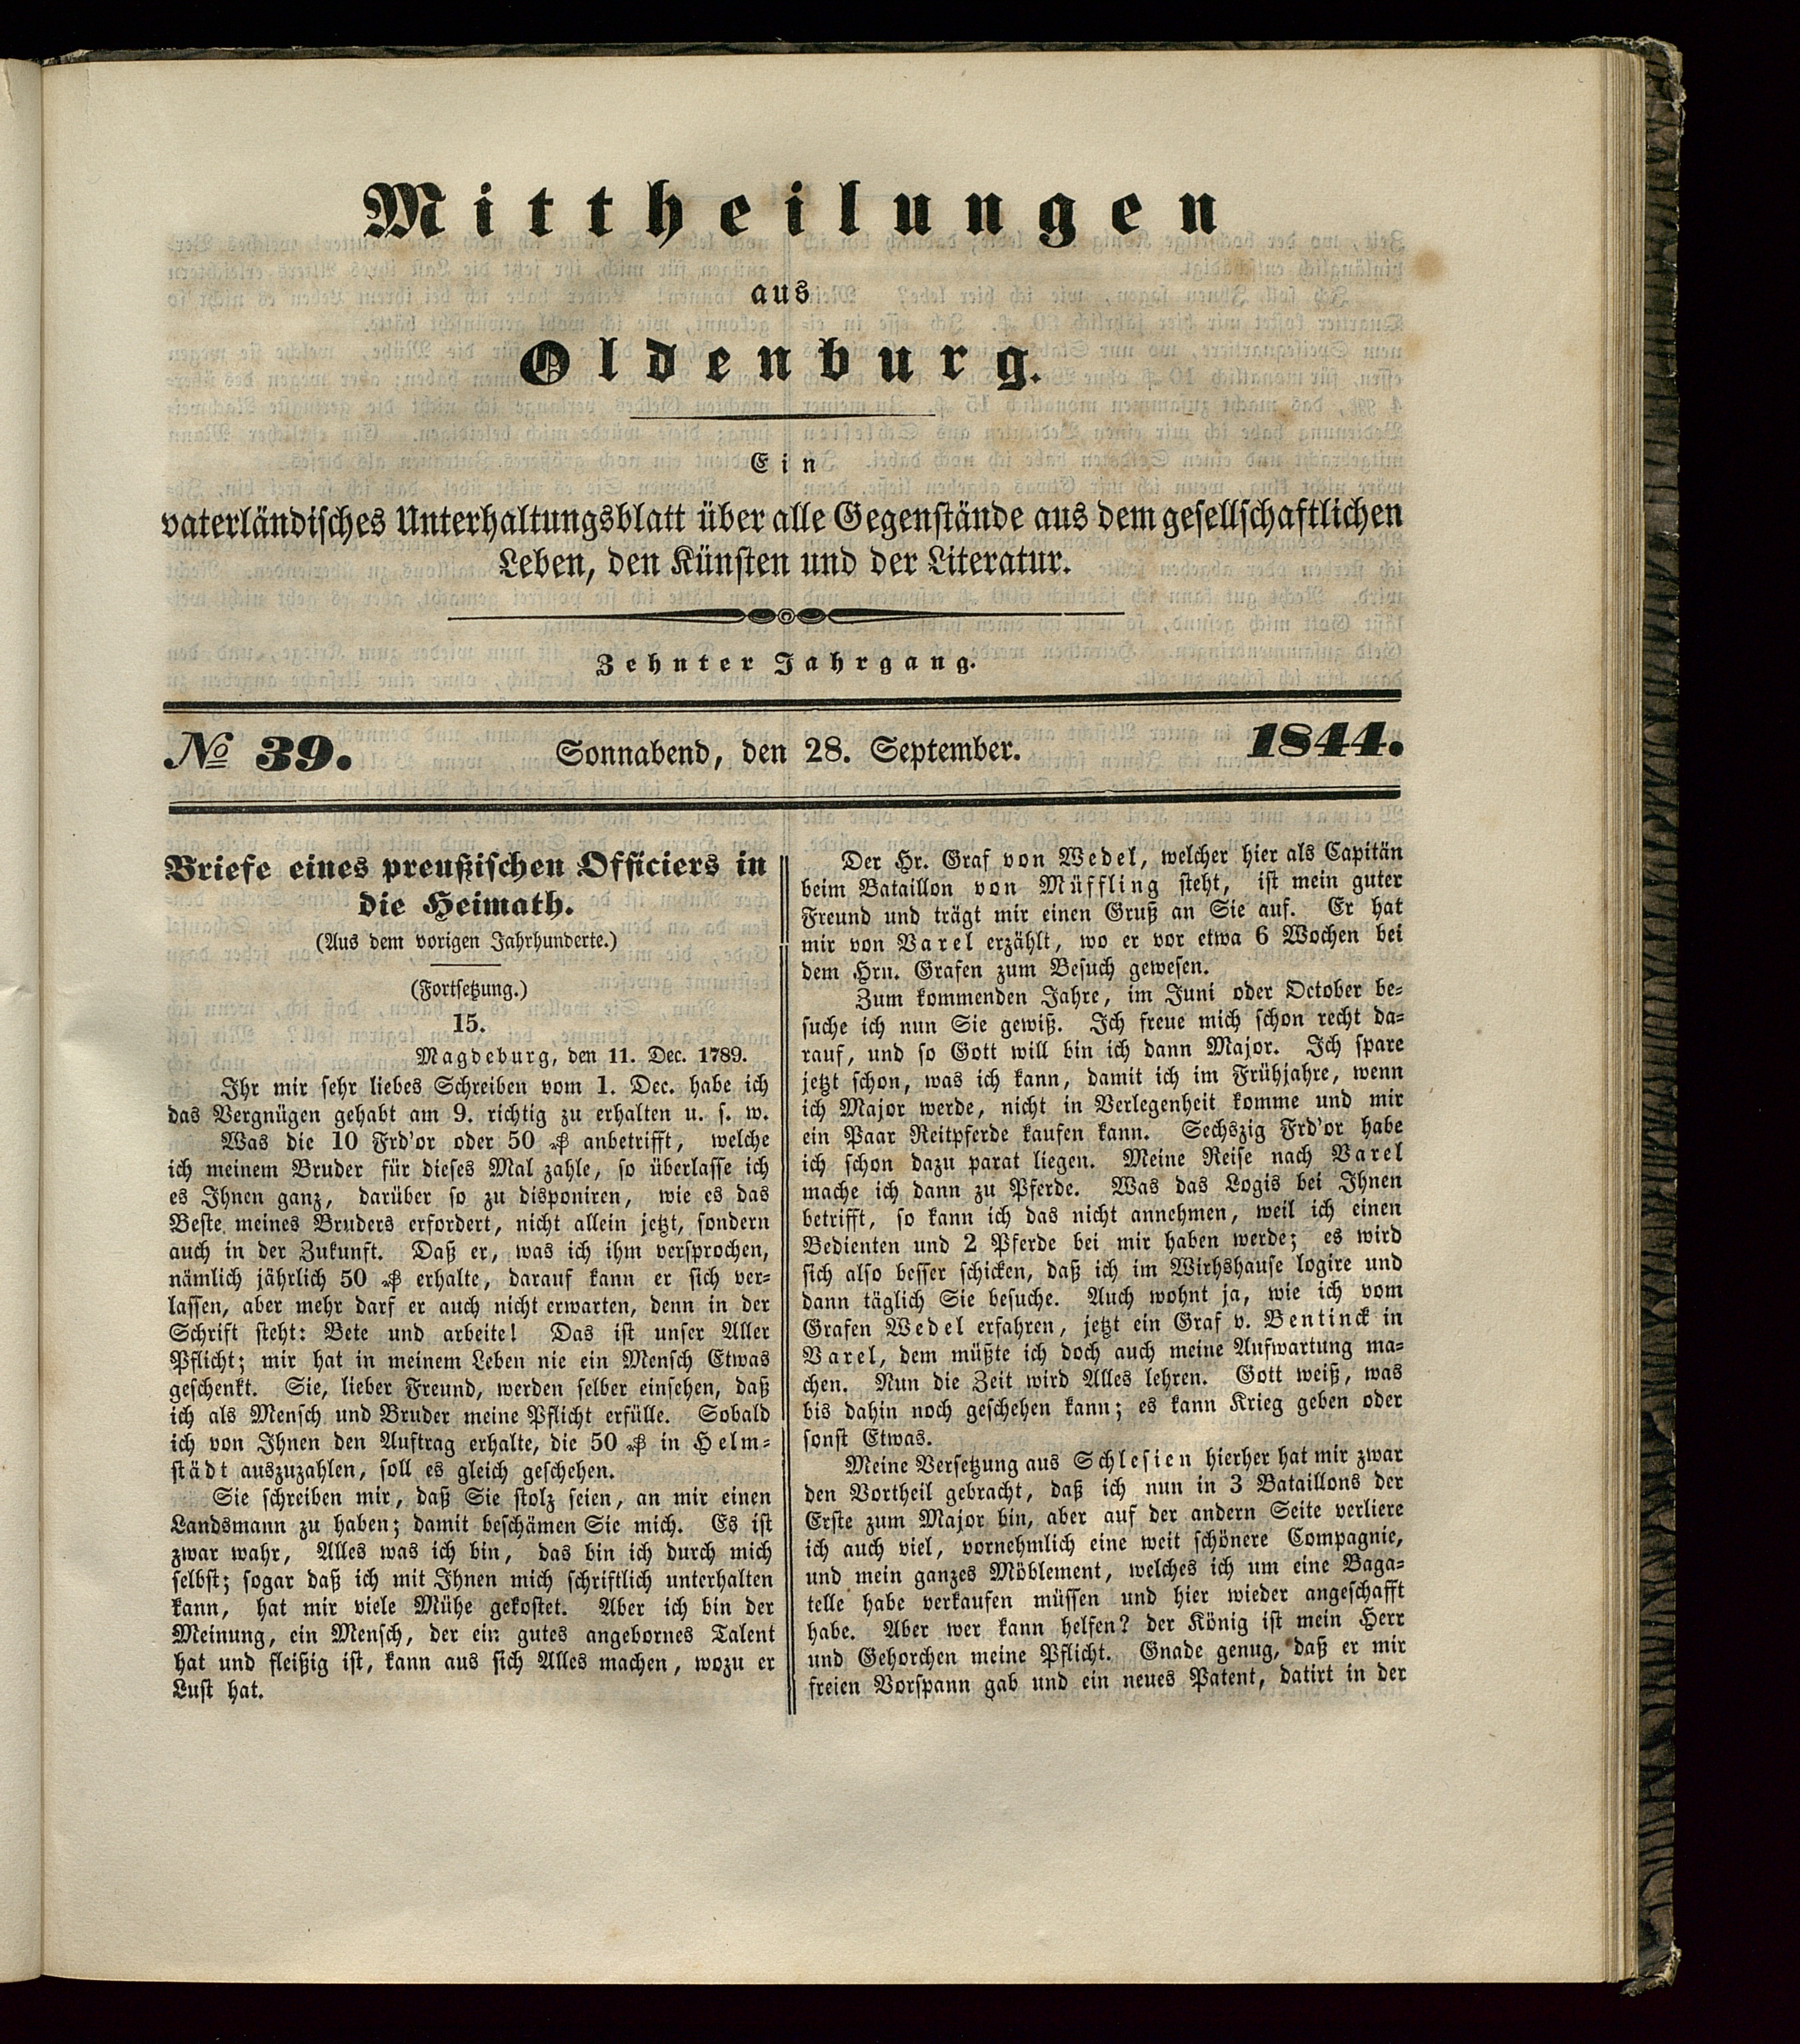 Mittheilungen
aus
Oldenburg.
Ein
vaterländisches Unterhaltungsblatt über alle Gegenstände aus dem gesellschaftlichen
Leben, den Künsten und der Literatur.
Zehnter Jahrgang.
№ 39. Sonnabend, den 28. September. 1844.
Briefe eines preußischen Officiers in
die Heimath.
(Aus dem vorigen Jahrhunderte.)
(Fortsetzung.)
15.
Magdeburg, den 11. Dec. 1789.
Ihr mir sehr liebes Schreiben vom 1. Dec. habe ich
das Vergnügen gehabt am 9. richtig zu erhalten u. s. w.
Was die 10 Frd'or oder 50 ₰ anbetrifft, welche
ich meinem Bruder für dieses Mal zahle, so überlasse ich
es Ihnen ganz, darüber so zu disponiren, wie es das
Beste meines Bruders erfordert, nicht allein jetzt, sondern
auch in der Zukunft. Daß er, was ich ihm versprochen,
nämlich jährlich 50 ₰ erhalte, darauf kann er sich ver-
lassen, aber mehr darf er auch nicht erwarten, denn in der
Schrift steht: Bete und arbeite! Das ist unser Aller
Pflicht; mir hat in meinem Leben nie ein Mensch Etwas
geschenkt. Sie, lieber Freund, werden selber einsehen, daß
ich als Mensch und Bruder meine Pflicht erfülle. Sobald
ich von Ihnen den Auftrag erhalte, die 50 ₰ in Helm-
städt auszuzahlen, soll es gleich geschehen.
Sie schreiben mir, daß Sie stolz seien, an mir einen
Landsmann zu haben; damit beschämen Sie mich. Es ist
zwar wahr, Alles was ich bin, das bin ich durch mich
selbst; sogar daß ich mit Ihnen mich schriftlich unterhalten
kann, hat mir viele Mühe gekostet. Aber ich bin der
Meinung, ein Mensch, der ein gutes angebornes Talent
hat und fleißig ist, kann aus sich Alles machen, wozu er
Lust hat.
Der Hr. Graf von Wedel, welcher hier als Capitän
beim Bataillon von Müffling steht, ist mein guter
Freund und trägt mir einen Gruß an Sie auf. Er hat
mir von Varel erzählt, wo er vor etwa 6 Wochen bei
dem Hrn. Grafen zum Besuch gewesen.
Zum kommenden Jahre, im Juni oder October be-
suche ich nun Sie gewiß. Ich freue mich schon recht da-
rauf, und so Gott will bin ich dann Major. Ich spare
jetzt schon, was ich kann, damit ich im Frühjahre, wenn
ich Major werde, nicht in Verlegenheit komme und mir
ein Paar Reitpferde kaufen kann. Sechszig Frd'or habe
ich schon dazu parat liegen. Meine Reise nach Varel
mache ich dann zu Pferde. Was das Logis bei Ihnen
betrifft, so kann ich das nicht annehmen, weil ich einen
Bedienten und 2 Pferde bei mir haben werde; es wird
sich also besser schicken, daß ich im Wirhshause logire und
dann täglich Sie besuche. Auch wohnt ja, wie ich vom
Grafen Wedel erfahren, jetzt ein Graf v. Bentinck in
Varel, dem müßte ich doch auch meine Aufwartung ma-
chen. Nun die Zeit wird Alles lehren. Gott weiß, was
bis dahin noch geschehen kann; es kann Krieg geben oder
sonst Etwas.
Meine Versetzung aus Schlesien hierher hat mir zwar
den Vortheil gebracht, daß ich nun in 3 Bataillons der
Erste zum Major bin, aber auf der andern Seite verliere
ich auch viel, vornehmlich eine weit schönere Compagnie,
und mein ganzes Möblement, welches ich um eine Baga-
telle habe verkaufen müssen und hier wieder angeschafft
habe. Aber wer kann helfen? der König ist mein Herr
und Gehorchen meine Pflicht. Gnade genug, daß er mir
freien Vorspann gab und ein neues Patent, datirt in der